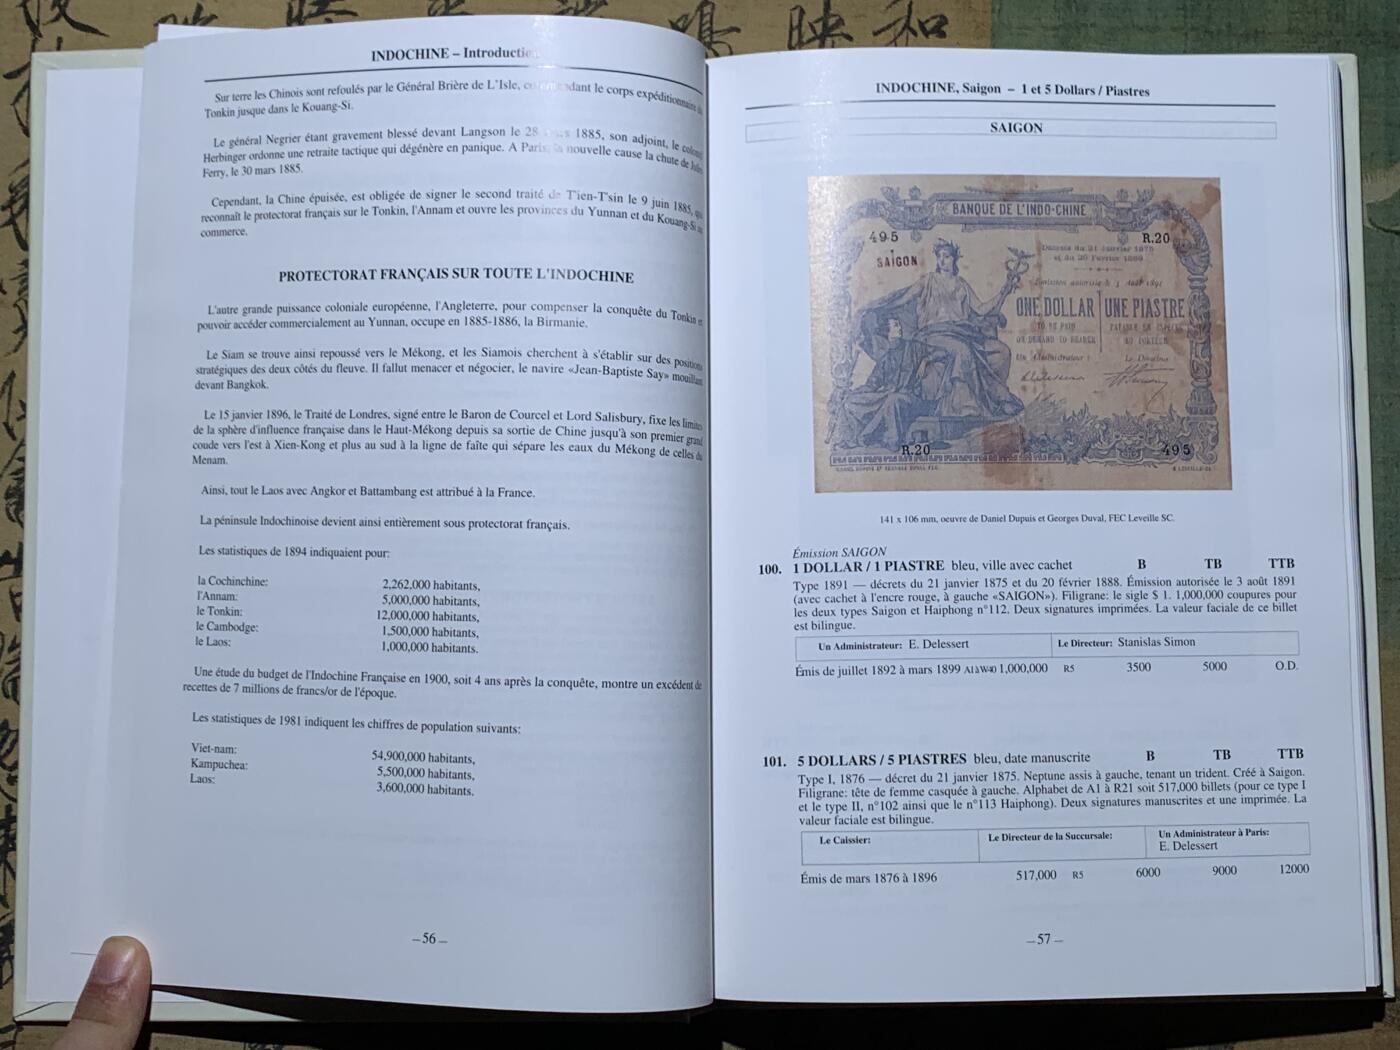 INDOCHINE – Introductio
Sur terre les Chinois sont refoulés par le Général Brière de L'Isle, dant le corps expéditionnaire
Tonkin jusque dans le Kouang-Si.
Le général Negrier étant gravement blessé devant Langson le 28 1885, son adjoint, le
Herbinger ordonne une retraite tactique qui dégénère en panique. A Paris, la nouvelle cause la chute de Jules
Ferry, le 30 mars 1885.
Cependant, la Chine épuisée, est obligée de signer le second traité de T'ien-T'sin le 9 juin 1885,
reconnaît le protectorat français sur le Tonkin, l'Annam et ouvre les provinces du Yunnan et du Kouang-Si
commerce.
PROTECTORAT FRANÇAIS SUR TOUTE L'INDOCHINE
L'autre grande puissance coloniale européenne, l'Angleterre, pour compenser la conquête du Tonkin et
pouvoir accéder commercialement au Yunnan, occupe en 1885-1886, la Birmanie.
Le Siam se trouve ainsi repoussé vers le Mékong, et les Siamois cherchent à s'établir sur des positions
stratégiques des deux côtés du fleuve. Il fallut menacer et négocier, le navire «Jean-Baptiste Say» mouillant
devant Bangkok.
Le 15 janvier 1896, le Traité de Londres, signé entre le Baron de Courcel et Lord Salisbury, fixe les limites
de la sphère d'influence française dans le Haut-Mékong depuis sa sortie de Chine jusqu'à son premier grand
coude vers l'est à Xien-Kong et plus au sud à la ligne de faîte qui sépare les eaux du Mékong de celles du
Menam.
Ainsi, tout le Laos avec Angkor et Battambang est attribué à la France.
La péninsule Indochinoise devient ainsi entièrement sous protectorat français.
Les statistiques de 1894 indiquaient pour:
la Cochinchine: 2,262,000 habitants,
l'Annam: 5,000,000 habitants,
le Tonkin: 12,000,000 habitants,
le Cambodge: 1,500,000 habitants,
le Laos: 1,000,000 habitants.
Une étude du budget de l'Indochine Française en 1900, soit 4 ans après la conquête, montre un excédent de
recettes de 7 millions de francs/or de l'époque.
Les statistiques de 1981 indiquent les chiffres de population suivants:
Viet-nam: 54,900,000 habitants,
Kampuchea: 5,500,000 habitants,
Laos: 3,600,000 habitants.
–56–
INDOCHINE, Saigon – 1 et 5 Dollars / Piastres
SAIGON
BANQUE DE L'INDO-CHINE
495 R.20
SAIGON
ONE DOLLAR UNE PIASTRE
TO BE PAID PAYABLE EN ESPÈCES
ON DEMAND TO BEARER AU PORTEUR
Un Administrateur Le Directeur
R.20 495
141 x 106 mm, oeuvre de Daniel Dupuis et Georges Duval, FEC Leveille SC.
Émission SAIGON
100. 1 DOLLAR / 1 PIASTRE bleu, ville avec cachet B TB TTB
Type 1891 — décrets du 21 janvier 1875 et du 20 février 1888. Émission autorisée le 3 août 1891
(avec cachet à l'encre rouge, à gauche «SAIGON»). Filigrane: le sigle $ 1. 1,000,000 coupures pour
les deux types Saigon et Haiphong n°112. Deux signatures imprimées. La valeur faciale de ce billet
est bilingue.
Un Administrateur: E. Delessert Le Directeur: Stanislas Simon
Émis de juillet 1892 à mars 1899 A1àW40 1,000,000 R5 3500 5000 O.D.
101. 5 DOLLARS / 5 PIASTRES bleu, date manuscrite B TB TTB
Type I, 1876 — décret du 21 janvier 1875. Neptune assis à gauche, tenant un trident. Créé à Saigon.
Filigrane: tête de femme casquée à gauche. Alphabet de A1 à R21 soit 517,000 billets (pour ce type I
et le type II, n°102 ainsi que le n°113 Haiphong). Deux signatures manuscrites et une imprimée. La
valeur faciale est bilingue.
Le Caissier: Le Directeur de la Succursale: Un Administrateur à Paris:
E. Delessert
Émis de mars 1876 à 1896 517,000 R5 6000 9000 12000
–57–
映 和